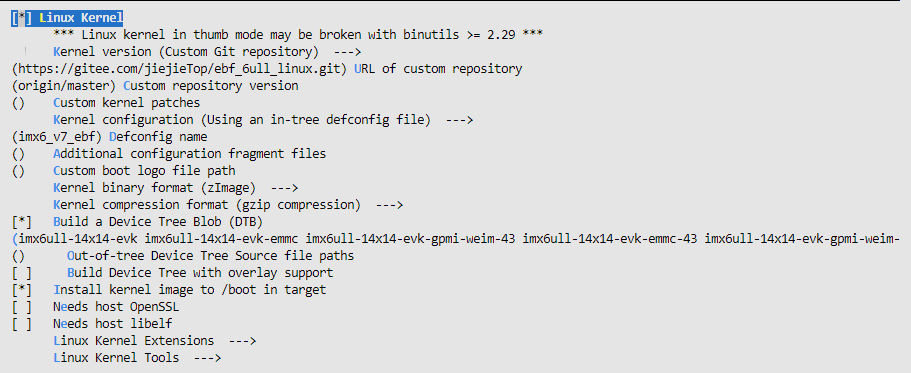 [*] Linux Kernel
*** Linux kernel in thumb mode may be broken with binutils >= 2.29 ***
Kernel version (Custom Git repository)  --->
(https://gitee.com/jiejieTop/ebf_6ull_linux.git) URL of custom repository
(origin/master) Custom repository version
()    Custom kernel patches
Kernel configuration (Using an in-tree defconfig file)  --->
(imx6_v7_ebf) Defconfig name
()    Additional configuration fragment files
()    Custom boot logo file path
Kernel binary format (zImage)  --->
Kernel compression format (gzip compression)  --->
[*]   Build a Device Tree Blob (DTB)
(imx6ull-14x14-evk imx6ull-14x14-evk-emmc imx6ull-14x14-evk-gpmi-weim-43 imx6ull-14x14-evk-emmc-43 imx6ull-14x14-evk-gpmi-weim-
()      Out-of-tree Device Tree Source file paths
[ ]     Build Device Tree with overlay support
[*]   Install kernel image to /boot in target
[ ]   Needs host OpenSSL
[ ]   Needs host libelf
Linux Kernel Extensions  --->
Linux Kernel Tools  --->